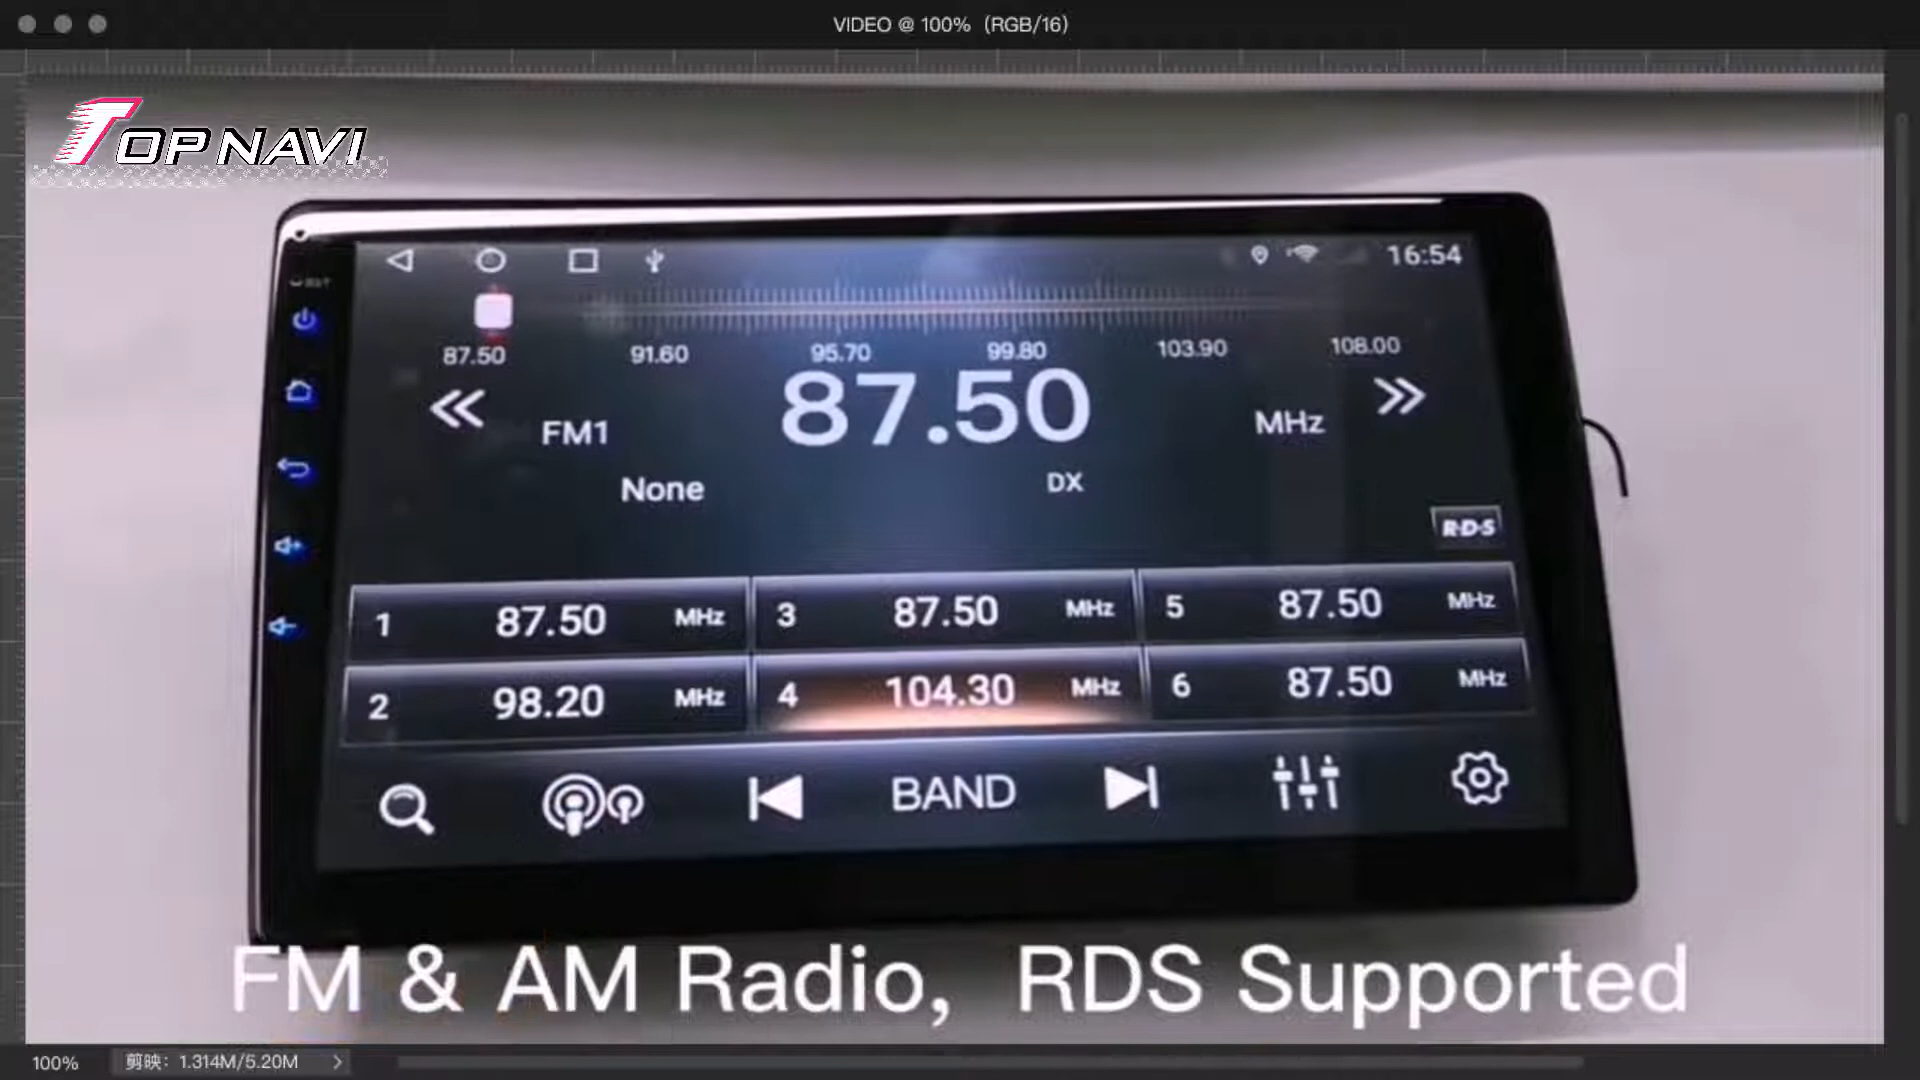 VIDEO @ 100% (RGB/16)
TOPNAVI
16:54
87.50 91.60 95.70 99.80 103.90 108.00
FM1 87.50 MHz
None DX
R·D·S
1 87.50 MHz 3 87.50 MHz 5 87.50 MHz
2 98.20 MHz 4 104.30 MHz 6 87.50 MHz
BAND
FM & AM Radio, RDS Supported
100% 剪映: 1.314M/5.20M